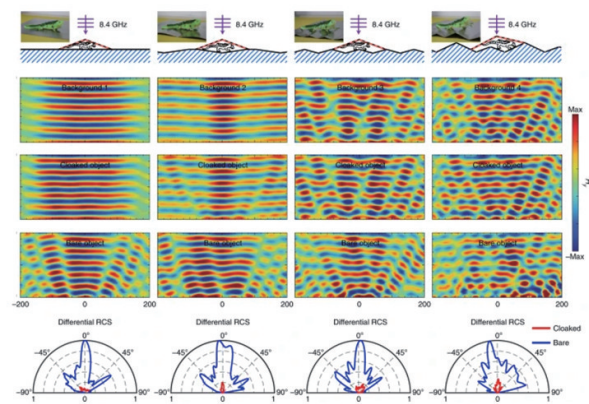 8.4 GHz
8.4 GHz
8.4 GHz
8.4 GHz
Background 1
Background 2
Background 3
Background 4
Max
Cloaked object
Cloaked object
Cloaked object
Cloaked object
-Max
Bare object
Bare object
Bare object
Bare object
-200 0 200
-200 0 200
-200 0 200
-200 0 200
Differential RCS
Differential RCS
Differential RCS
Differential RCS
Cloaked
Bare
0°
0°
0°
0°
-45° 45°
-45° 45°
-45° 45°
-45° 45°
-90° 90°
-90° 90°
-90° 90°
-90° 90°
1 0 1
1 0 1
1 0 1
1 0 1